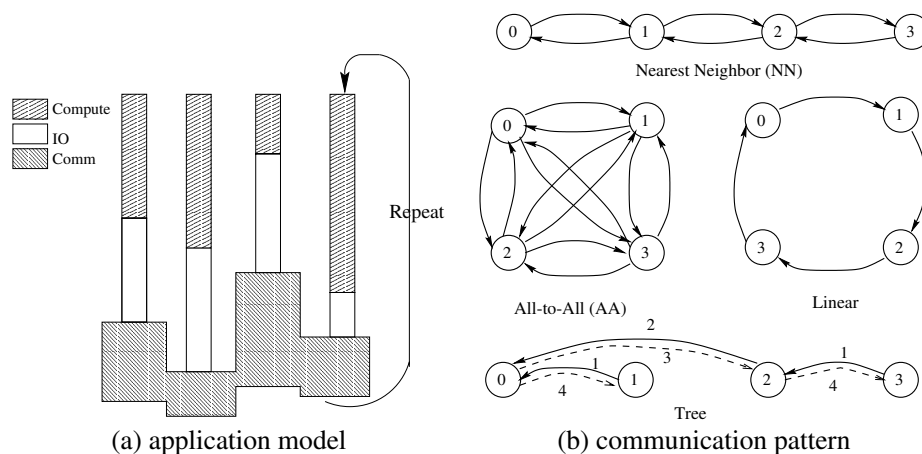 Compute
IO
Comm
Repeat
(a) application model
0 1 2 3
Nearest Neighbor (NN)
0 1
2 3
All-to-All (AA)
0 1
3 2
Linear
2
3
1 1
0 1 2 3
4 4
Tree
(b) communication pattern